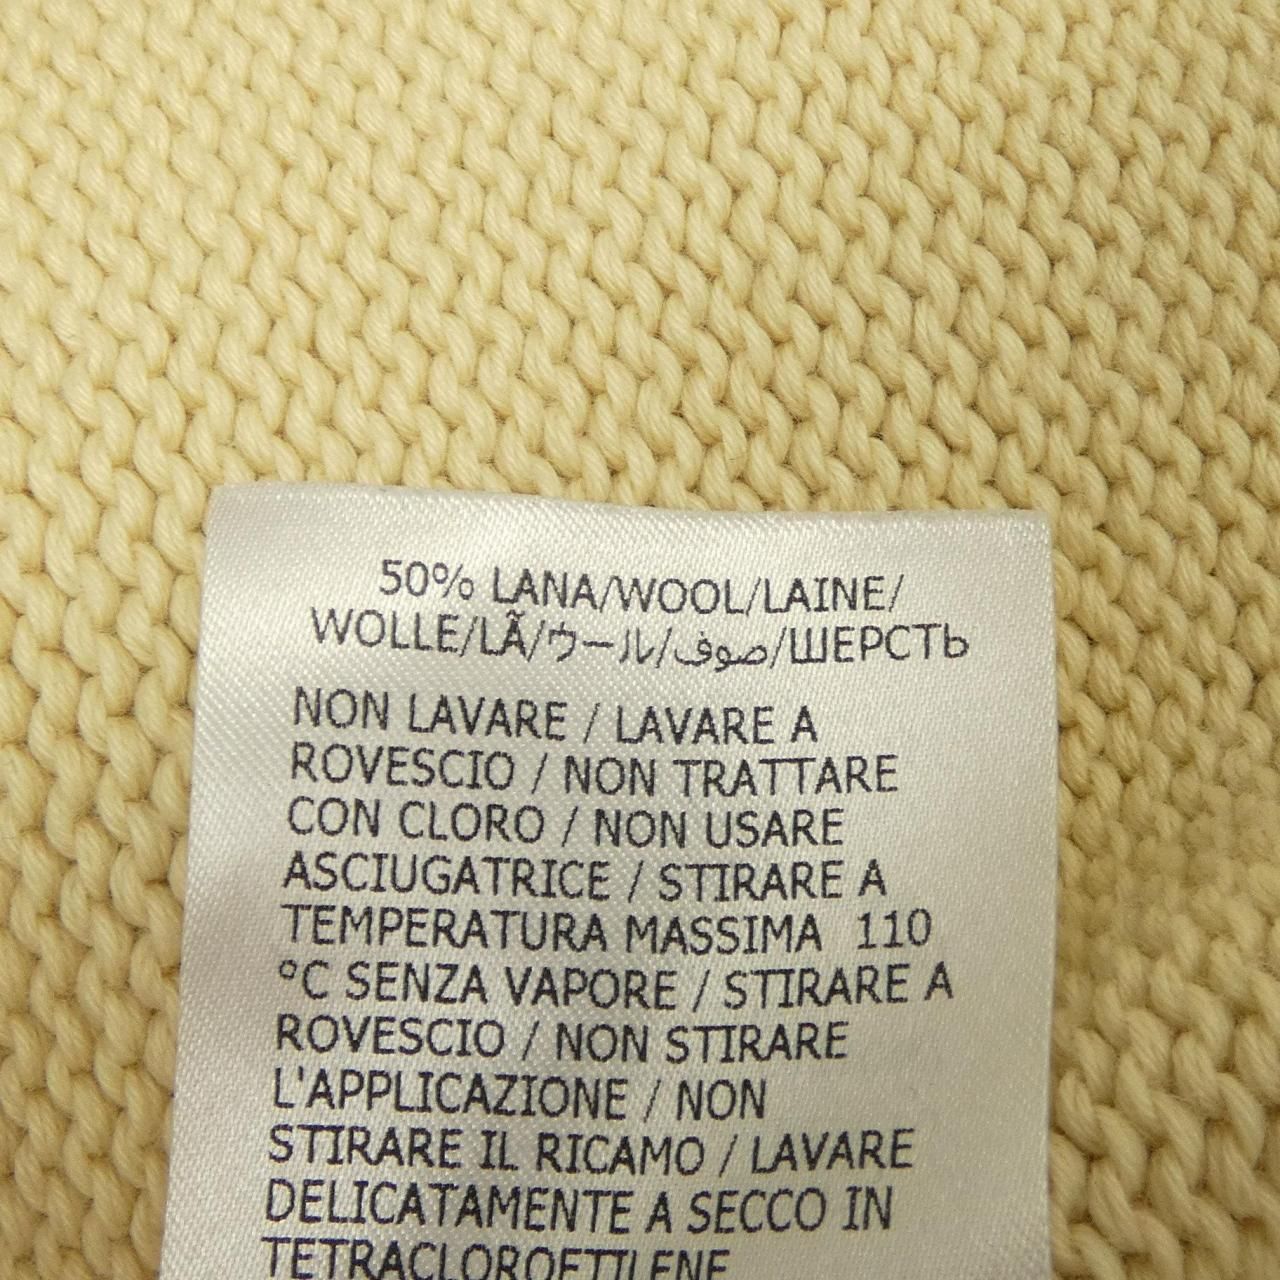 50% LANA/WOOL/LAINE/
WOLLE/LÃ/ウール/صوف/ШЕРСТЬ
NON LAVARE / LAVARE A
ROVESCIO / NON TRATTARE
CON CLORO / NON USARE
ASCIUGATRICE / STIRARE A
TEMPERATURA MASSIMA 110
°C SENZA VAPORE / STIRARE A
ROVESCIO / NON STIRARE
L'APPLICAZIONE / NON
STIRARE IL RICAMO / LAVARE
DELICATAMENTE A SECCO IN
TETRACLOROETILENE